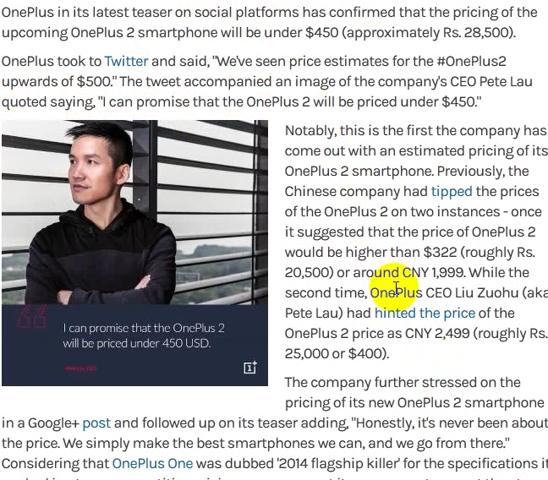 OnePlus in its latest teaser on social platforms has confirmed that the pricing of the
upcoming OnePlus 2 smartphone will be under $450 (approximately Rs. 28,500).
OnePlus took to Twitter and said, "We've seen price estimates for the #OnePlus2
upwards of $500." The tweet accompanied an image of the company's CEO Pete Lau
quoted saying, "I can promise that the OnePlus 2 will be priced under $450."
I can promise that the OnePlus 2
will be priced under 450 USD.
Notably, this is the first the company has
come out with an estimated pricing of its
OnePlus 2 smartphone. Previously, the
Chinese company had tipped the prices
of the OnePlus 2 on two instances - once
it suggested that the price of OnePlus 2
would be higher than $322 (roughly Rs.
20,500) or around CNY 1,999. While the
second time, OnePlus CEO Liu Zuohu (aka
Pete Lau) had hinted the price of the
OnePlus 2 price as CNY 2,499 (roughly Rs.
25,000 or $400).
The company further stressed on the
pricing of its new OnePlus 2 smartphone
in a Google+ post and followed up on its teaser adding, "Honestly, it's never been about
the price. We simply make the best smartphones we can, and we go from there."
Considering that OnePlus One was dubbed '2014 flagship killer' for the specifications it